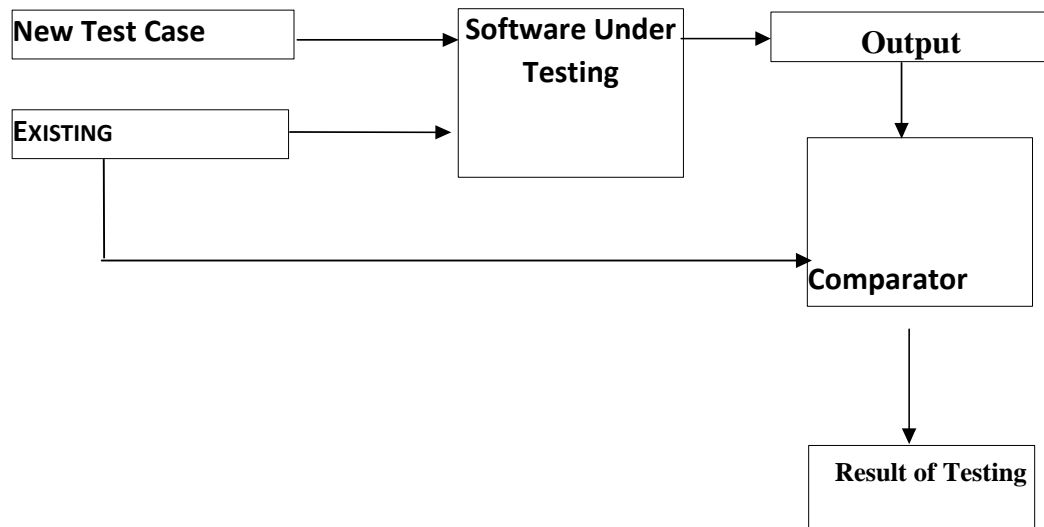 New Test Case
Software Under
Testing
Output
EXISTING
Comparator
Result of Testing